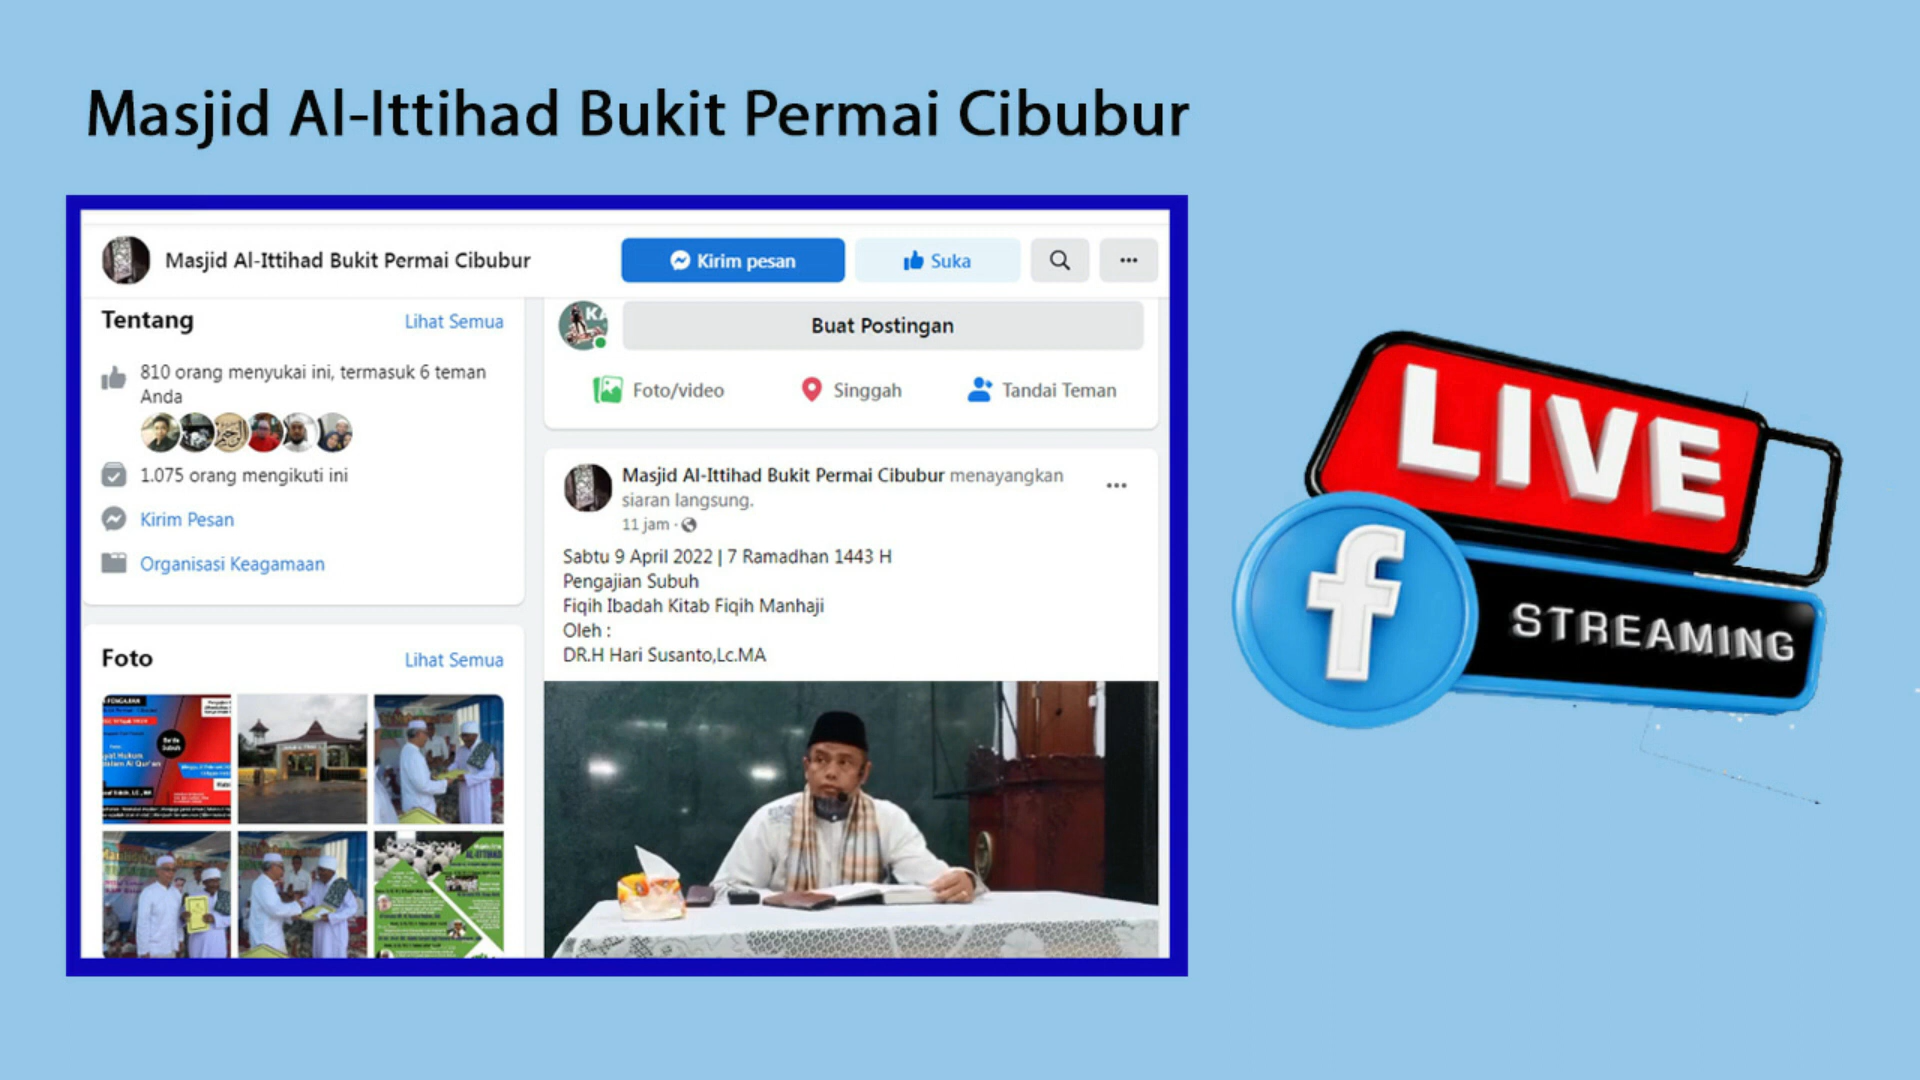 Masjid Al-Ittihad Bukit Permai Cibubur
Masjid Al-Ittihad Bukit Permai Cibubur
Kirim pesan
Suka
Tentang
Lihat Semua
810 orang menyukai ini, termasuk 6 teman
Anda
1.075 orang mengikuti ini
Kirim Pesan
Organisasi Keagamaan
Foto
Lihat Semua
Buat Postingan
Foto/video
Singgah
Tandai Teman
Masjid Al-Ittihad Bukit Permai Cibubur menayangkan
siaran langsung.
11 jam ·
Sabtu 9 April 2022 | 7 Ramadhan 1443 H
Pengajian Subuh
Fiqih Ibadah Kitab Fiqih Manhaji
Oleh :
DR.H Hari Susanto,Lc.MA
LIVE
f
STREAMING